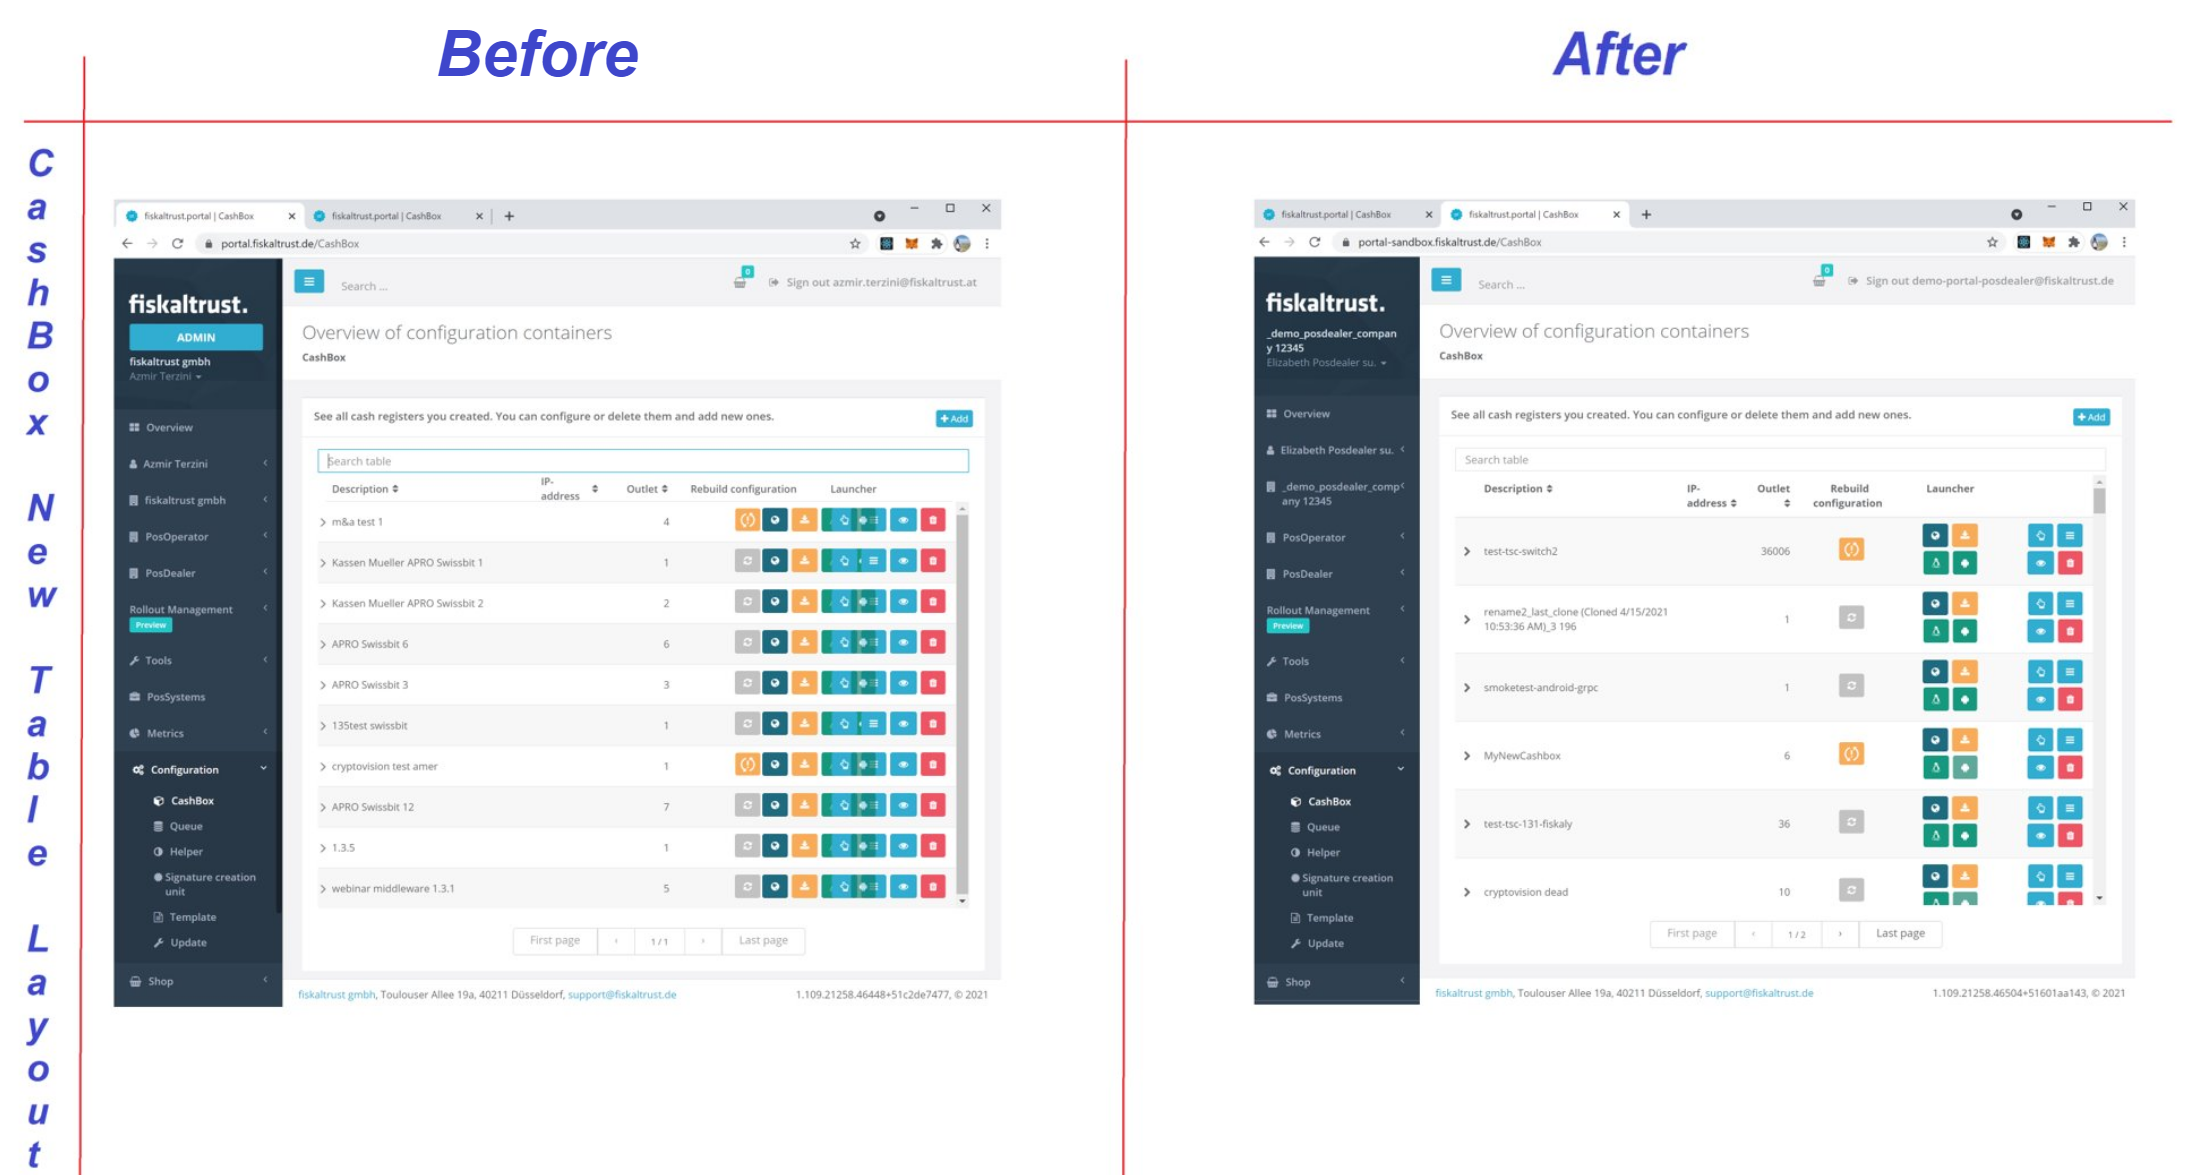 Before
After
CashBox New Table Layout
fiskaltrust.portal | CashBox
fiskaltrust.portal | CashBox
portal.fiskaltrust.de/CashBox
fiskaltrust.
ADMIN
fiskaltrust gmbh
Azmir Terzini
Overview
Azmir Terzini
fiskaltrust gmbh
PosOperator
PosDealer
Rollout Management
Preview
Tools
PosSystems
Metrics
Configuration
CashBox
Queue
Helper
Signature creation
unit
Template
Update
Shop
Search ...
0
Sign out azmir.terzini@fiskaltrust.at
Overview of configuration containers
CashBox
See all cash registers you created. You can configure or delete them and add new ones.
+ Add
Search table
Description IP-address Outlet Rebuild configuration Launcher
m&a test 1 4
Kassen Mueller APRO Swissbit 1 1
Kassen Mueller APRO Swissbit 2 2
APRO Swissbit 6 6
APRO Swissbit 3 3
135test swissbit 1
cryptovision test amer 1
APRO Swissbit 12 7
1.3.5 1
webinar middleware 1.3.1 5
First page ‹ 1 / 1 › Last page
fiskaltrust gmbh, Toulouser Allee 19a, 40211 Düsseldorf, support@fiskaltrust.de 1.109.21258.46448+51c2de7477, © 2021
fiskaltrust.portal | CashBox
fiskaltrust.portal | CashBox
portal-sandbox.fiskaltrust.de/CashBox
fiskaltrust.
_demo_posdealer_compan
y 12345
Elizabeth Posdealer su.
Overview
Elizabeth Posdealer su.
_demo_posdealer_comp
any 12345
PosOperator
PosDealer
Rollout Management
Preview
Tools
PosSystems
Metrics
Configuration
CashBox
Queue
Helper
Signature creation
unit
Template
Update
Shop
Search ...
0
Sign out demo-portal-posdealer@fiskaltrust.de
Overview of configuration containers
CashBox
See all cash registers you created. You can configure or delete them and add new ones.
+ Add
Search table
Description IP-address Outlet Rebuild configuration Launcher
test-tsc-switch2 36006
rename2_last_clone (Cloned 4/15/2021
10:53:36 AM)_3 196 1
smoketest-android-grpc 1
MyNewCashbox 6
test-tsc-131-fiskaly 36
cryptovision dead 10
First page ‹ 1 / 2 › Last page
fiskaltrust gmbh, Toulouser Allee 19a, 40211 Düsseldorf, support@fiskaltrust.de 1.109.21258.46504+51601aa143, © 2021